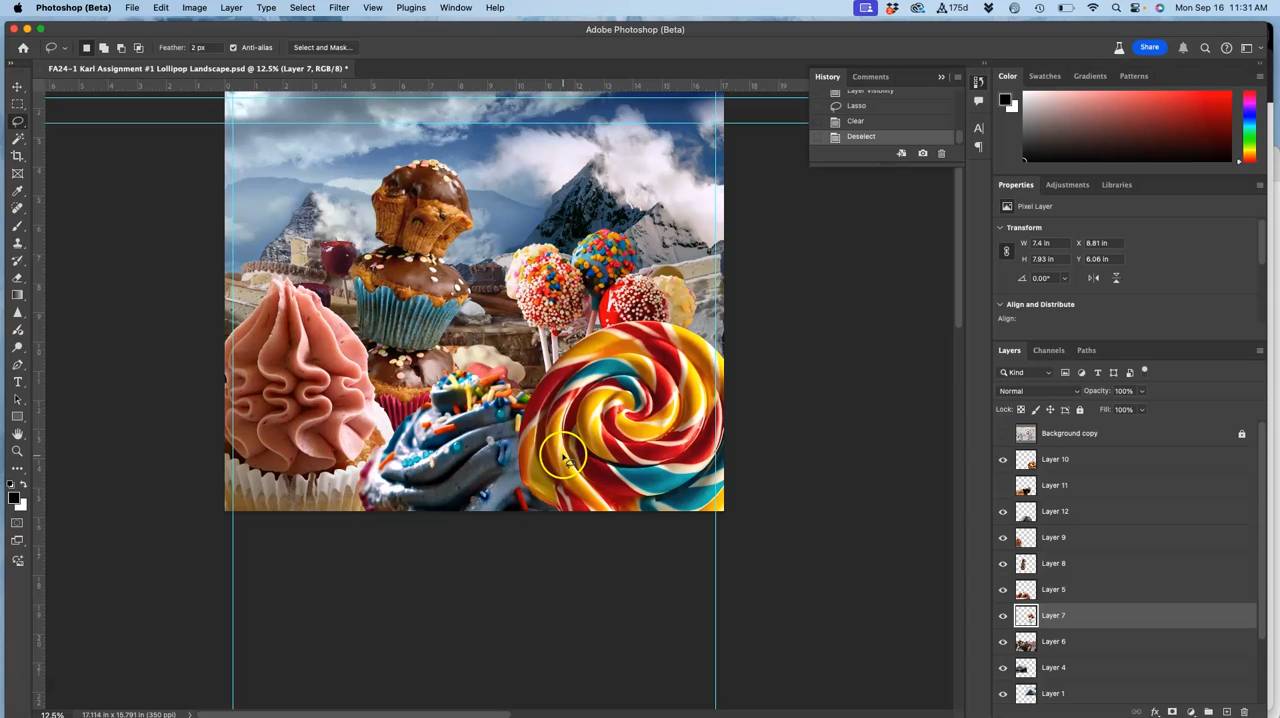 Photoshop (Beta) File Edit Image Layer Type Select Filter View Plugins Window Help 175d Mon Sep 16 11:31 AM
Adobe Photoshop (Beta)
Feather: 2 px Anti-alias Select and Mask... Share
FA24-1 Karl Assignment #1 Lollipop Landscape.psd @ 12.5% (Layer 7, RGB/8) *
History Comments
Color Swatches Gradients Patterns
Layer Visibility
Lasso
Clear
Deselect
Properties Adjustments Libraries
Pixel Layer
Transform
W 7.4 in X 8.81 in
H 7.93 in Y 6.06 in
0.00°
Align and Distribute
Align:
Layers Channels Paths
Kind
Normal Opacity: 100%
Lock: Fill: 100%
Background copy
Layer 10
Layer 11
Layer 12
Layer 9
Layer 8
Layer 5
Layer 7
Layer 6
Layer 4
Layer 1
12.5% 17.114 in x 15.791 in (350 ppi)